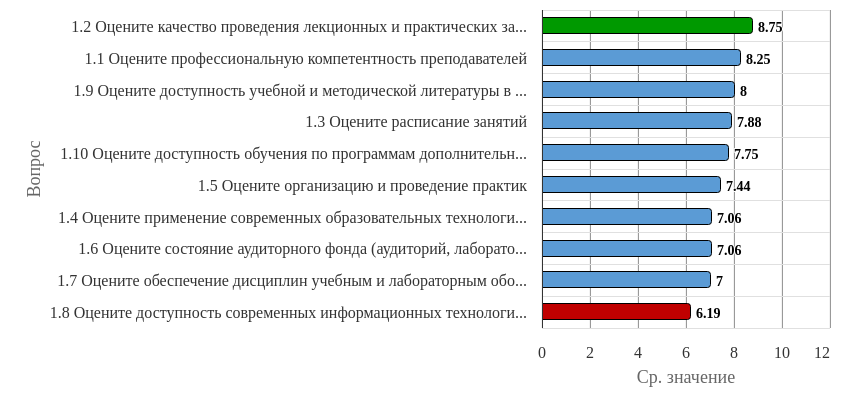 1.2 Оцените качество проведения лекционных и практических за...
8.75
1.1 Оцените профессиональную компетентность преподавателей
8.25
1.9 Оцените доступность учебной и методической литературы в ...
8
1.3 Оцените расписание занятий
7.88
1.10 Оцените доступность обучения по программам дополнительн...
7.75
1.5 Оцените организацию и проведение практик
7.44
1.4 Оцените применение современных образовательных технологи...
7.06
1.6 Оцените состояние аудиторного фонда (аудиторий, лаборато...
7.06
1.7 Оцените обеспечение дисциплин учебным и лабораторным обо...
7
1.8 Оцените доступность современных информационных технологи...
6.19
Вопрос
0 2 4 6 8 10 12
Ср. значение